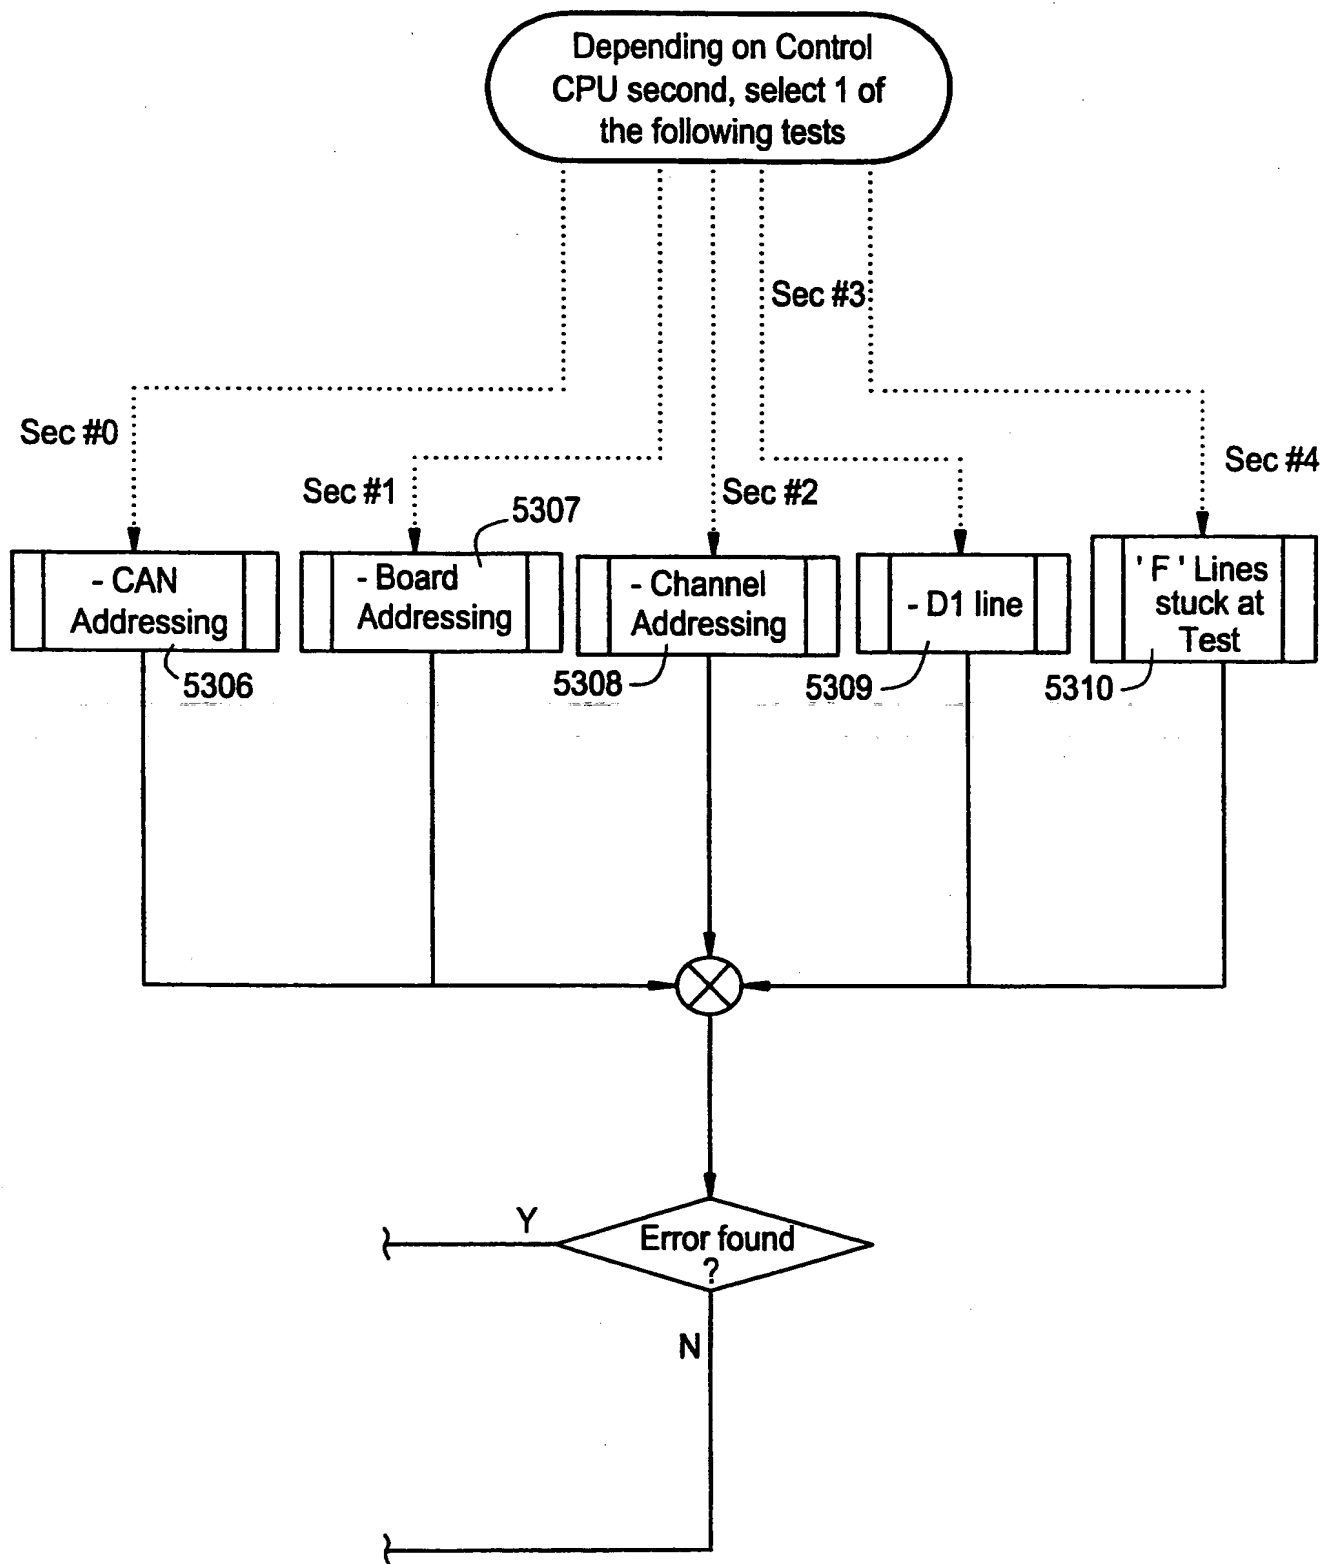 Depending on Control
CPU second, select 1 of
the following tests
Sec #3
Sec #0
Sec #1
Sec #2
Sec #4
5307
- CAN
Addressing
- Board
Addressing
- Channel
Addressing
- D1 line
' F ' Lines
stuck at
Test
5306
5308
5309
5310
Y
Error found
?
N